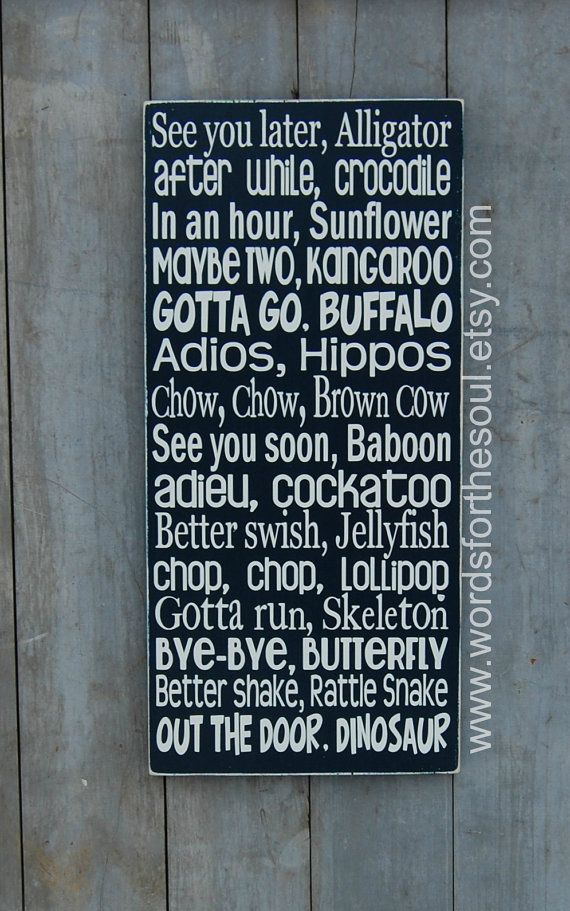 See you later, Alligator
after while, crocodile
In an hour, Sunflower
MAYBE TWO, KANGAROO
GOTTA GO. BUFFALO
Adios, Hippos
Chow, Chow, Brown Cow
See you soon, Baboon
adieu, cockatoo
Better swish, Jellyfish
chop, chop, Lollipop
Gotta run, Skeleton
BYE-BYE, BUTTERFLY
Better shake, Rattle Snake
OUT THE DOOR. DINOSAUR
www.wordsforthesoul.etsy.com